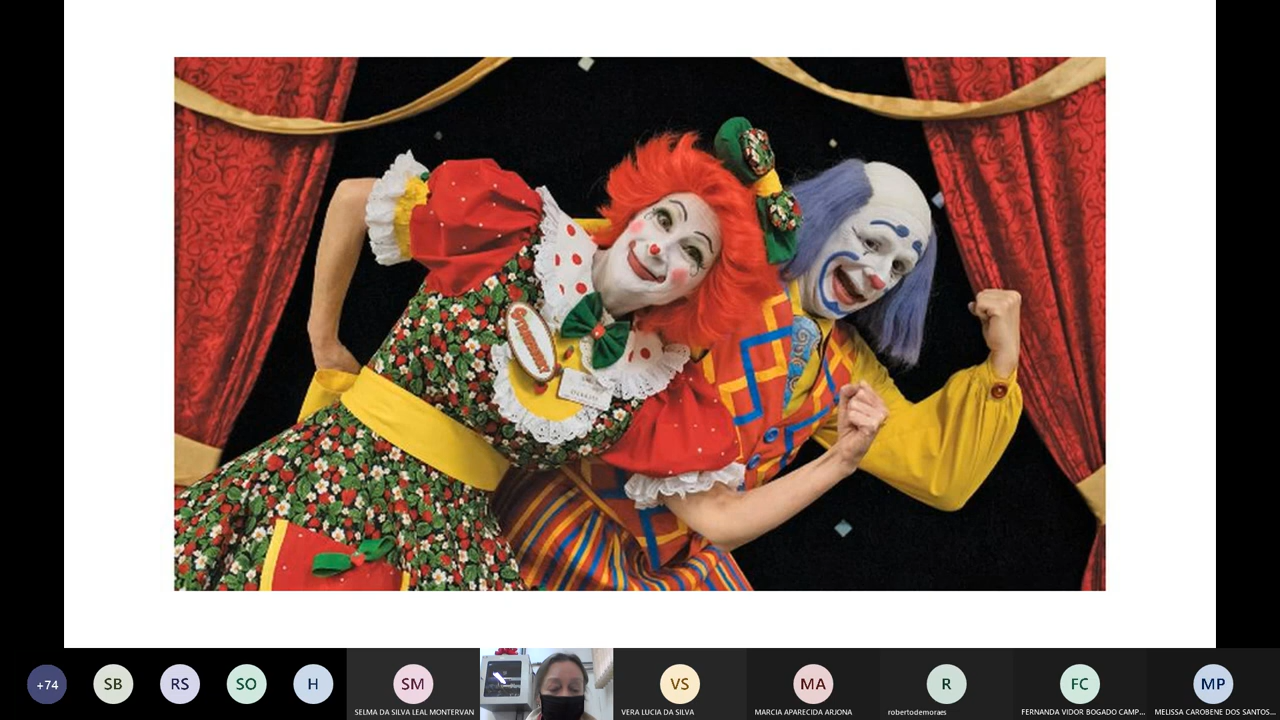 Strawberry
+74
SB
RS
SO
H
SM
SELMA DA SILVA LEAL MONTERVAN
VS
VERA LUCIA DA SILVA
MA
MARCIA APARECIDA ARJONA
R
robertodemoraes
FC
FERNANDA VIDOR BOGADO CAMP...
MP
MELISSA CAROBENE DOS SANTOS...